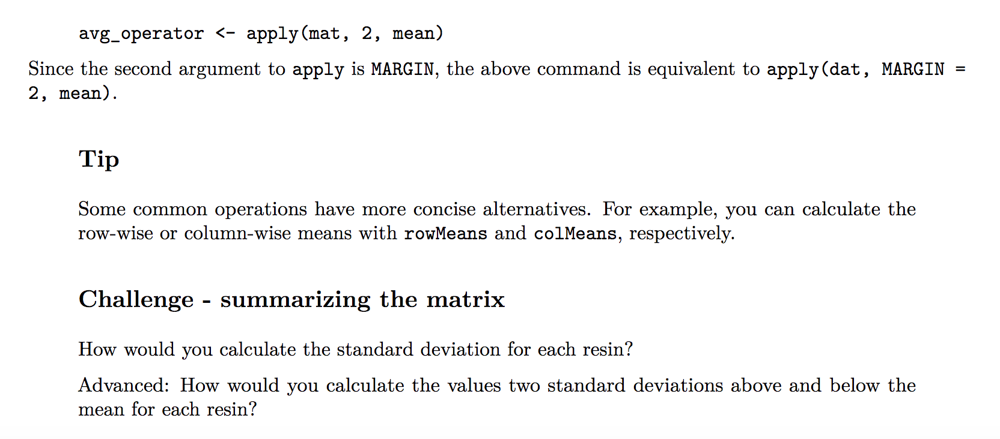 avg_operator <- apply(mat, 2, mean)
Since the second argument to apply is MARGIN, the above command is equivalent to apply(dat, MARGIN =
2, mean).
Tip
Some common operations have more concise alternatives. For example, you can calculate the
row-wise or column-wise means with rowMeans and colMeans, respectively.
Challenge - summarizing the matrix
How would you calculate the standard deviation for each resin?
Advanced: How would you calculate the values two standard deviations above and below the
mean for each resin?